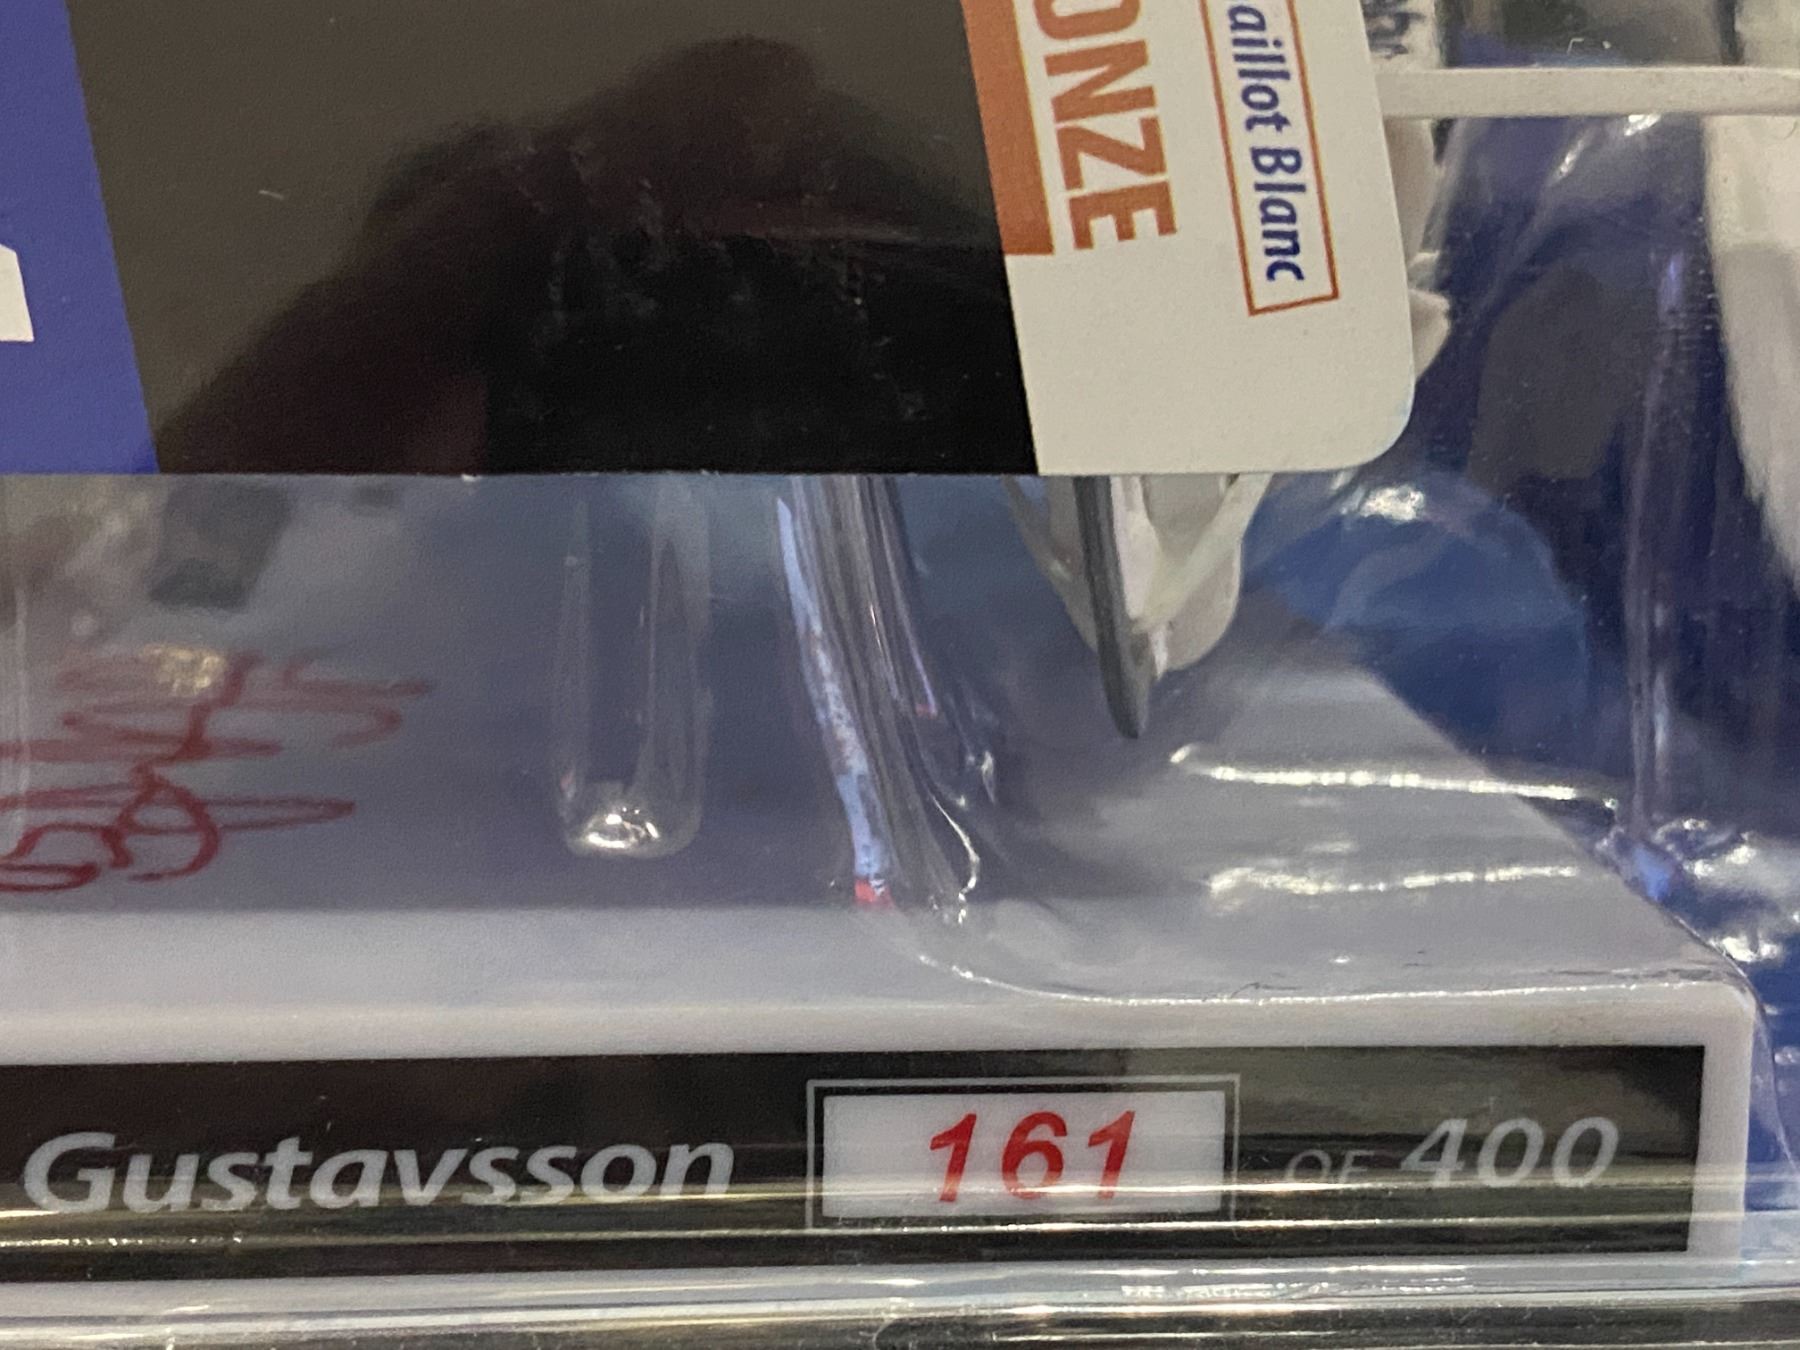 ONZE
aillot Blanc
Gustavsson 161 OF 400